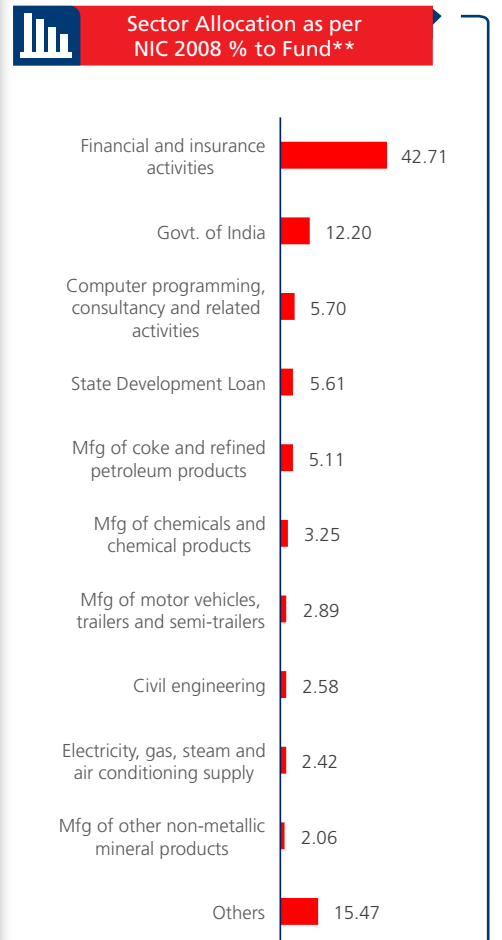 Sector Allocation as per
NIC 2008 % to Fund**
Financial and insurance
activities
42.71
Govt. of India
12.20
Computer programming,
consultancy and related
activities
5.70
State Development Loan
5.61
Mfg of coke and refined
petroleum products
5.11
Mfg of chemicals and
chemical products
3.25
Mfg of motor vehicles,
trailers and semi-trailers
2.89
Civil engineering
2.58
Electricity, gas, steam and
air conditioning supply
2.42
Mfg of other non-metallic
mineral products
2.06
Others
15.47